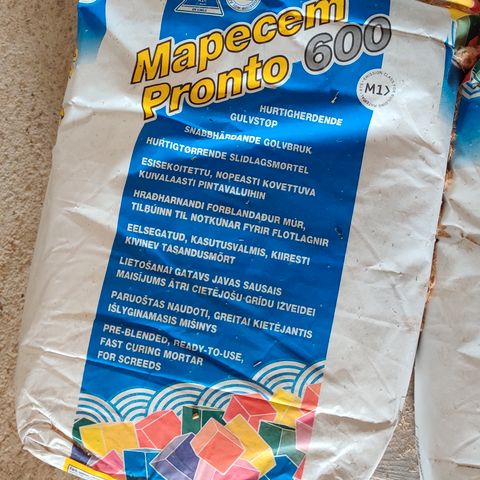 Mapecem
Pronto 600
M1
HURTIGHERDENDE
GULVSTØP
SNABBHÄRDANDE GOLVBRUK
HURTIGTØRRENDE SLIDLAGSMØRTEL
ESISEKOITETTU, NOPEASTI KOVETTUVA
KUIVALAASTI PINTAVALUIHIN
HRAÐHARNANDI FORBLANDAÐUR MÚR,
TILBÚINN TIL NOTKUNAR FYRIR FLOTLAGNIR
EELSEGATUD, KASUTUSVALMIS, KIIRESTI
KIVINEV TASANDUSMÖRT
LIETOŠANAI GATAVS JAVAS SAUSAIS
MAISĪJUMS ĀTRI CIETĒJOŠU GRĪDU IZVEIDEI
PARUOŠTAS NAUDOTI, GREITAI KIETĖJANTIS
IŠLYGINAMASIS MIŠINYS
PRE-BLENDED, READY-TO-USE,
FAST CURING MORTAR
FOR SCREEDS